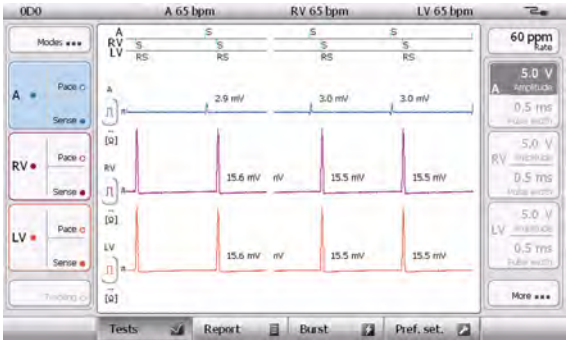 0D0 A 65 bpm RV 65 bpm LV 65 bpm
Modes
60 ppm
Rate
A
RV
LV
S S S
S S S S
RS RS RS RS
A
Pace
Sense
RV
Pace
Sense
LV
Pace
Sense
Tracking
A
2.9 mV 3.0 mV 3.0 mV
[Ω]
RV
15.6 mV nV 15.5 mV 15.5 mV
[Ω]
LV
15.6 mV nV 15.5 mV 15.5 mV
[Ω]
5.0 V
A Amplitude
0.5 ms
Pulse width
5.0 V
RV Amplitude
0.5 ms
Pulse width
5.0 V
LV Amplitude
0.5 ms
Pulse width
More
Tests Report Burst Pref. set.